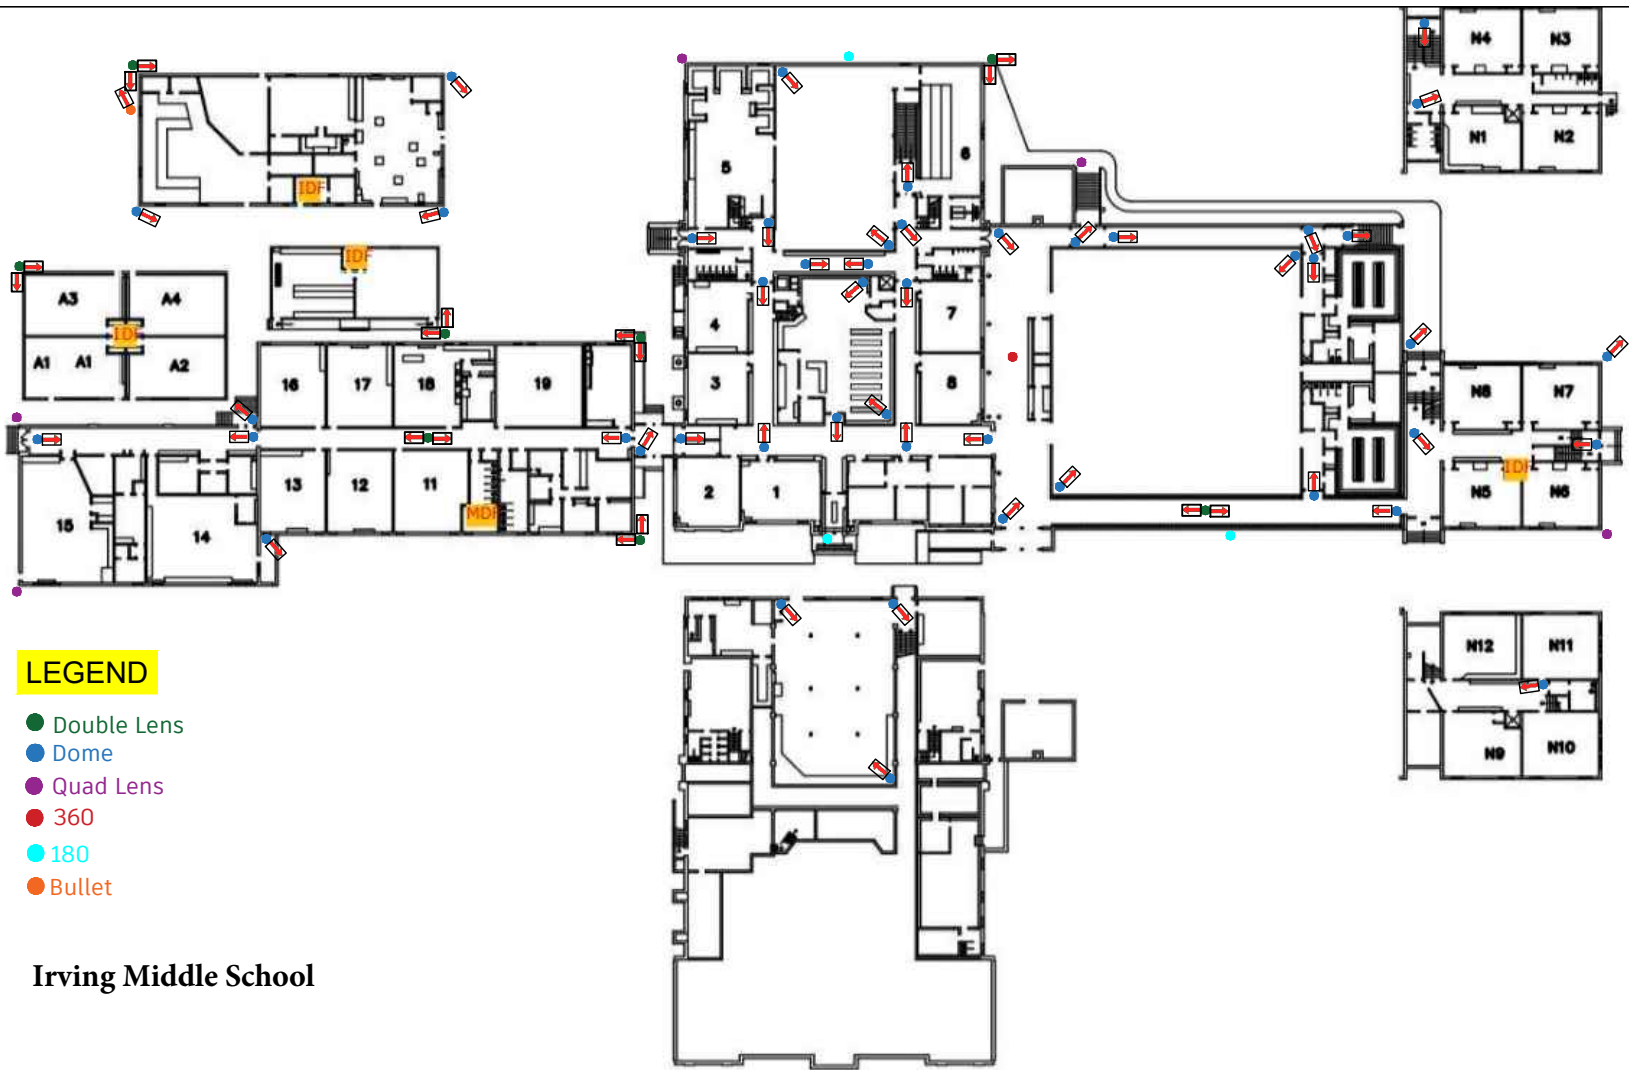 N4
N3
N1
N2
5
6
IDF
IDF
A3
A4
IDF
A1
A1
A2
4
7
3
8
16
17
18
19
N8
N7
15
14
13
12
11
MDF
2
1
IDF
N5
N6
N12
N11
N9
N10
LEGEND
Double Lens
Dome
Quad Lens
360
180
Bullet
Irving Middle School